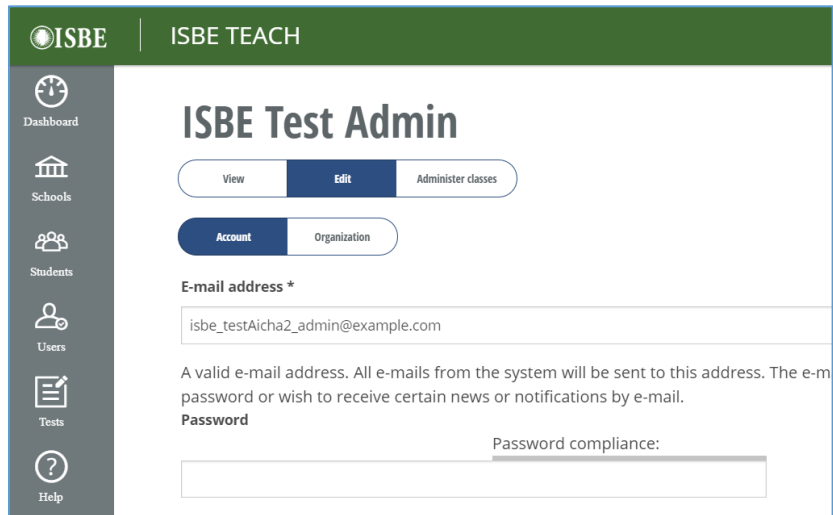 ISBE
ISBE TEACH
Dashboard
Schools
Students
Users
Tests
Help
ISBE Test Admin
View
Edit
Administer classes
Account
Organization
E-mail address *
isbe_testAicha2_admin@example.com
A valid e-mail address. All e-mails from the system will be sent to this address. The e-m
password or wish to receive certain news or notifications by e-mail.
Password
Password compliance: